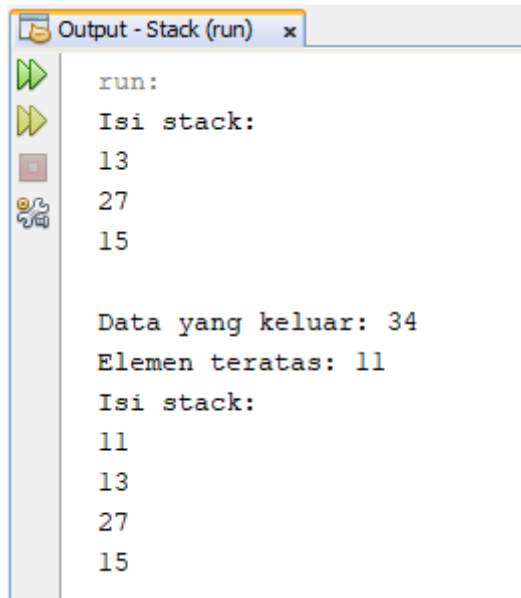 Output - Stack (run) x
run:
Isi stack:
13
27
15
Data yang keluar: 34
Elemen teratas: 11
Isi stack:
11
13
27
15